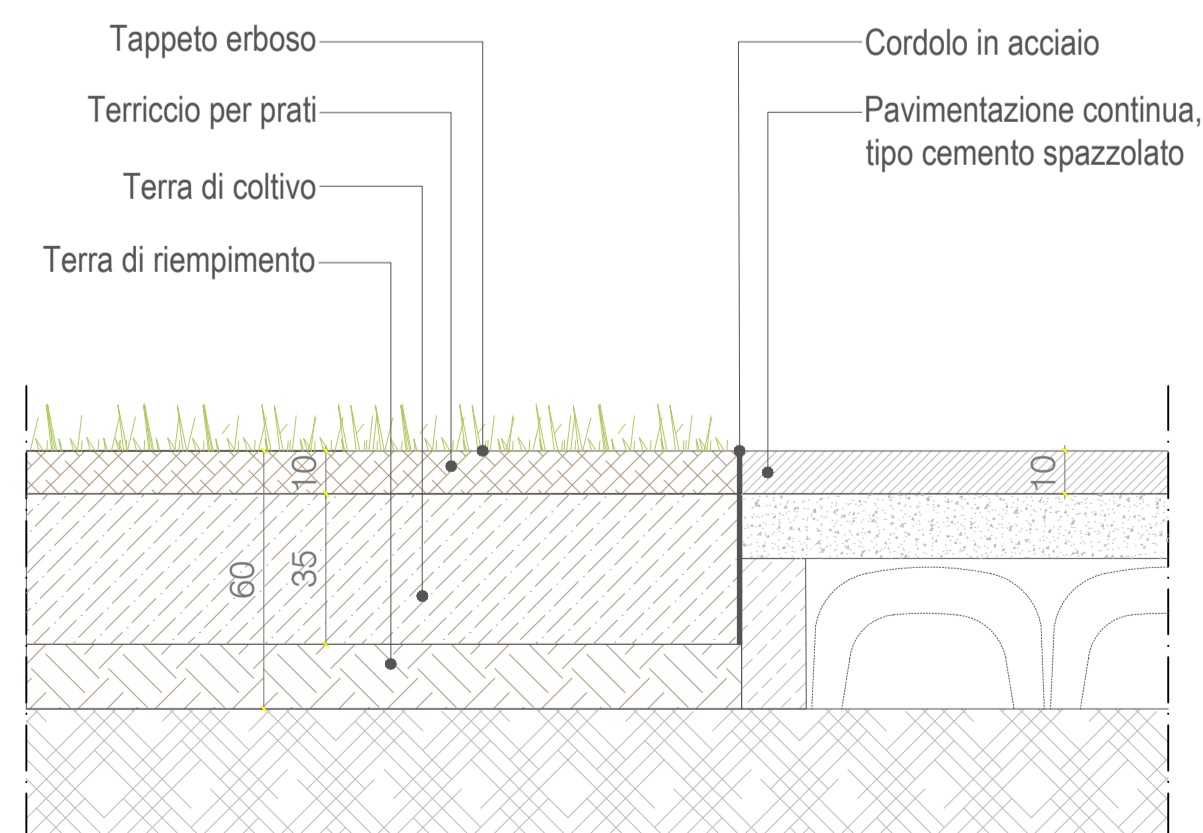 Tappeto erboso
Terriccio per prati
Terra di coltivo
Terra di riempimento
Cordolo in acciaio
Pavimentazione continua,
tipo cemento spazzolato
10
35
60
10